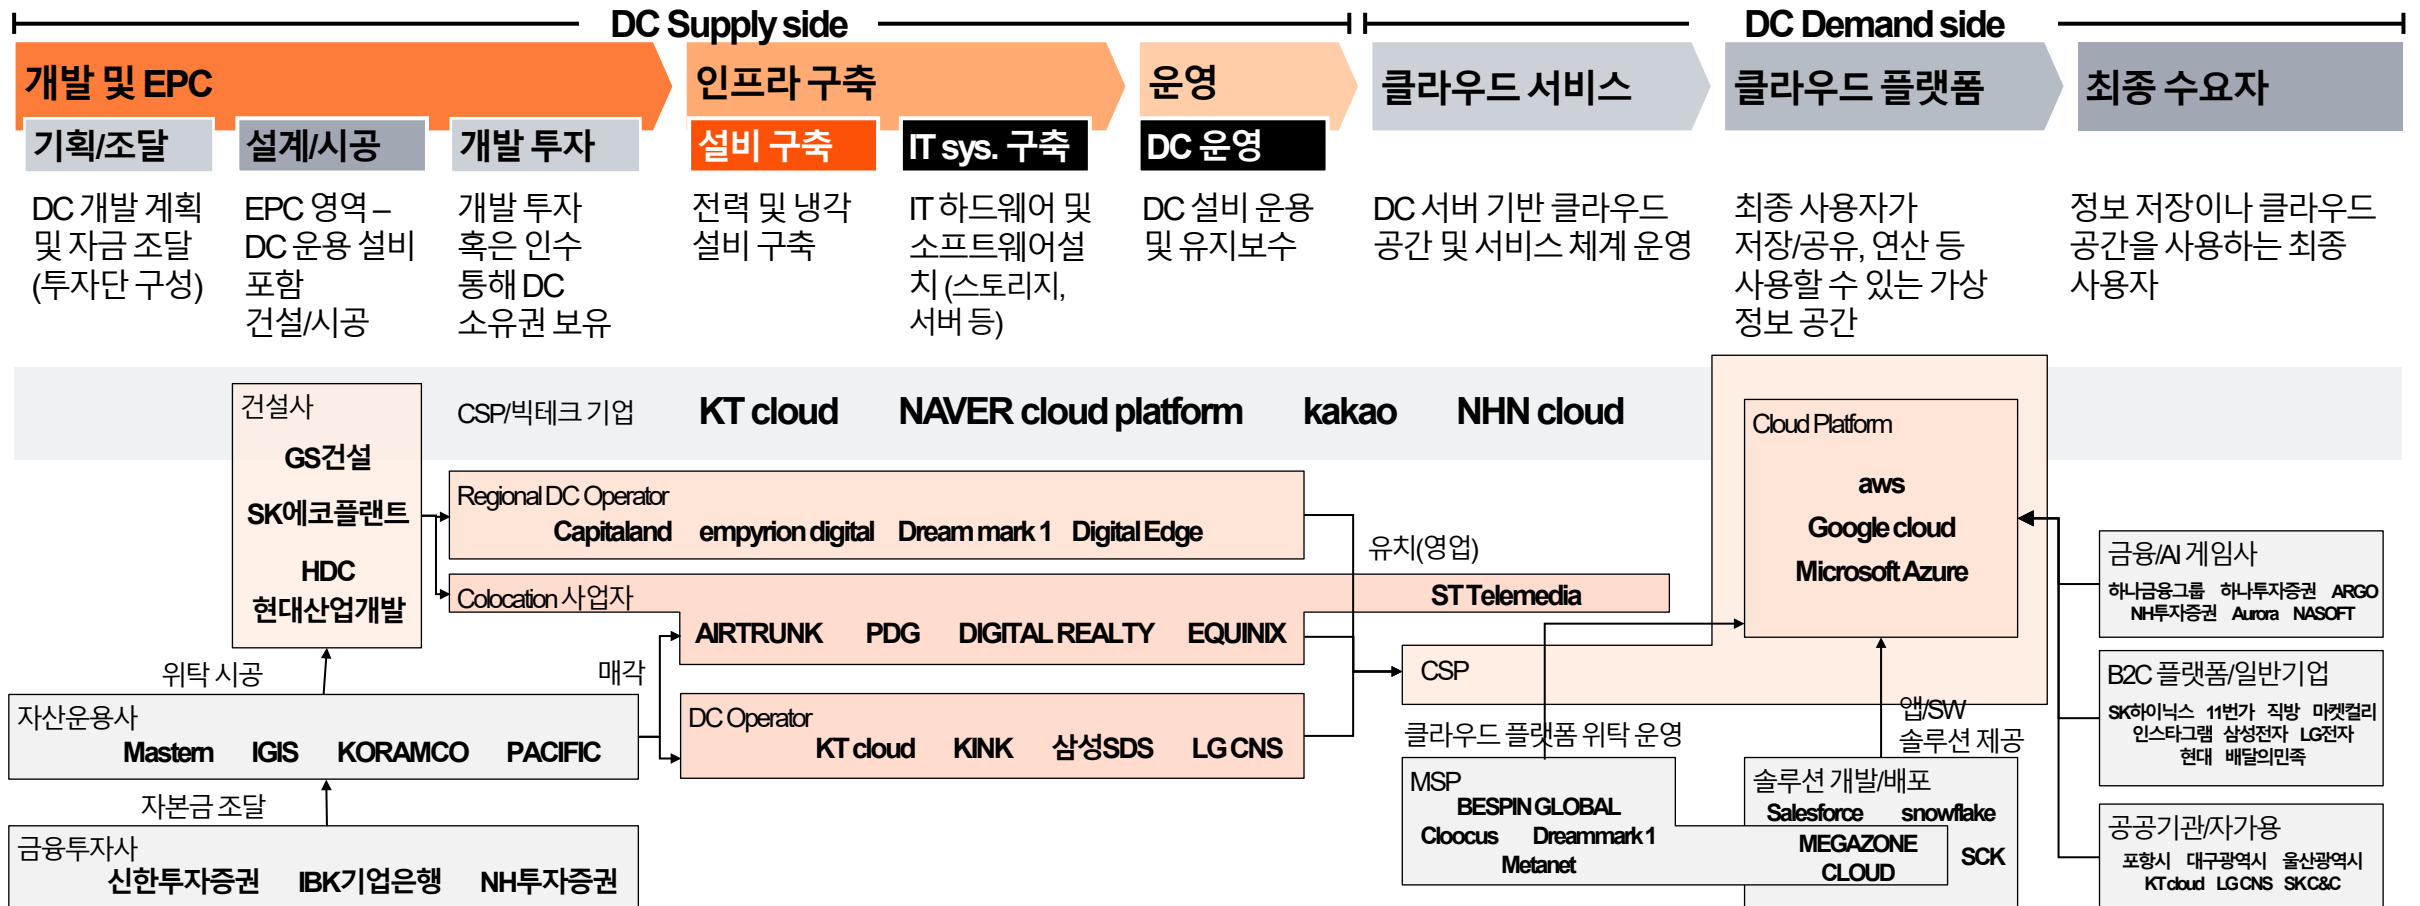 DC Supply side
DC Demand side
개발 및 EPC
인프라 구축
운영
클라우드 서비스
클라우드 플랫폼
최종 수요자
기획/조달
설계/시공
개발 투자
설비 구축
IT sys. 구축
DC 운영
DC 개발 계획
및 자금 조달
(투자단 구성)
EPC 영역 –
DC 운용 설비
포함
건설/시공
개발 투자
혹은 인수
통해 DC
소유권 보유
전력 및 냉각
설비 구축
IT 하드웨어 및
소프트웨어설
치 (스토리지,
서버 등)
DC 설비 운용
및 유지보수
DC 서버 기반 클라우드
공간 및 서비스 체계 운영
최종 사용자가
저장/공유, 연산 등
사용할 수 있는 가상
정보 공간
정보 저장이나 클라우드
공간을 사용하는 최종
사용자
건설사
GS건설
SK에코플랜트
HDC
현대산업개발
CSP/빅테크 기업
KT cloud NAVER cloud platform kakao NHN cloud
Cloud Platform
aws
Google cloud
Microsoft Azure
Regional DC Operator
Capitaland empyrion digital Dream mark 1 Digital Edge
유치(영업)
Colocation 사업자
ST Telemedia
AIRTRUNK PDG DIGITAL REALTY EQUINIX
CSP
위탁 시공
매각
자산운용사
Mastern IGIS KORAMCO PACIFIC
DC Operator
KT cloud KINK 삼성SDS LG CNS
자본금 조달
금융투자사
신한투자증권 IBK기업은행 NH투자증권
클라우드 플랫폼 위탁 운영
앱/SW
솔루션 제공
MSP
BESPIN GLOBAL
Cloocus Dreammark 1
Metanet
솔루션 개발/배포
Salesforce snowflake
MEGAZONE
CLOUD
SCK
금융/AI 게임사
하나금융그룹 하나투자증권 ARGO
NH투자증권 Aurora NASOFT
B2C 플랫폼/일반기업
SK하이닉스 11번가 직방 마켓컬리
인스타그램 삼성전자 LG전자
현대 배달의민족
공공기관/자가용
포항시 대구광역시 울산광역시
KT cloud LG CNS SK C&C